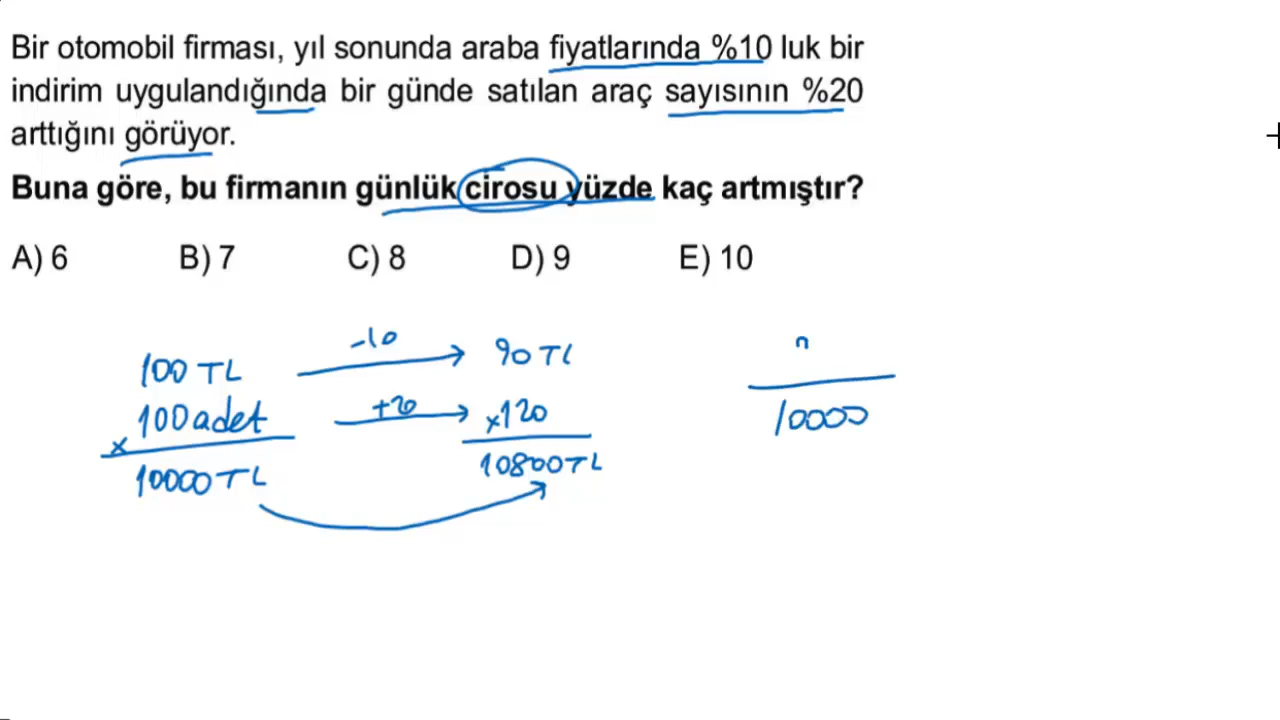 Bir otomobil firması, yıl sonunda araba fiyatlarında %10 luk bir
indirim uygulandığında bir günde satılan araç sayısının %20
arttığını görüyor.
Buna göre, bu firmanın günlük cirosu yüzde kaç artmıştır?
A) 6 B) 7 C) 8 D) 9 E) 10
100 TL -10 90 TL
100 adet +20 x120
x
10000 TL 10800 TL
10000